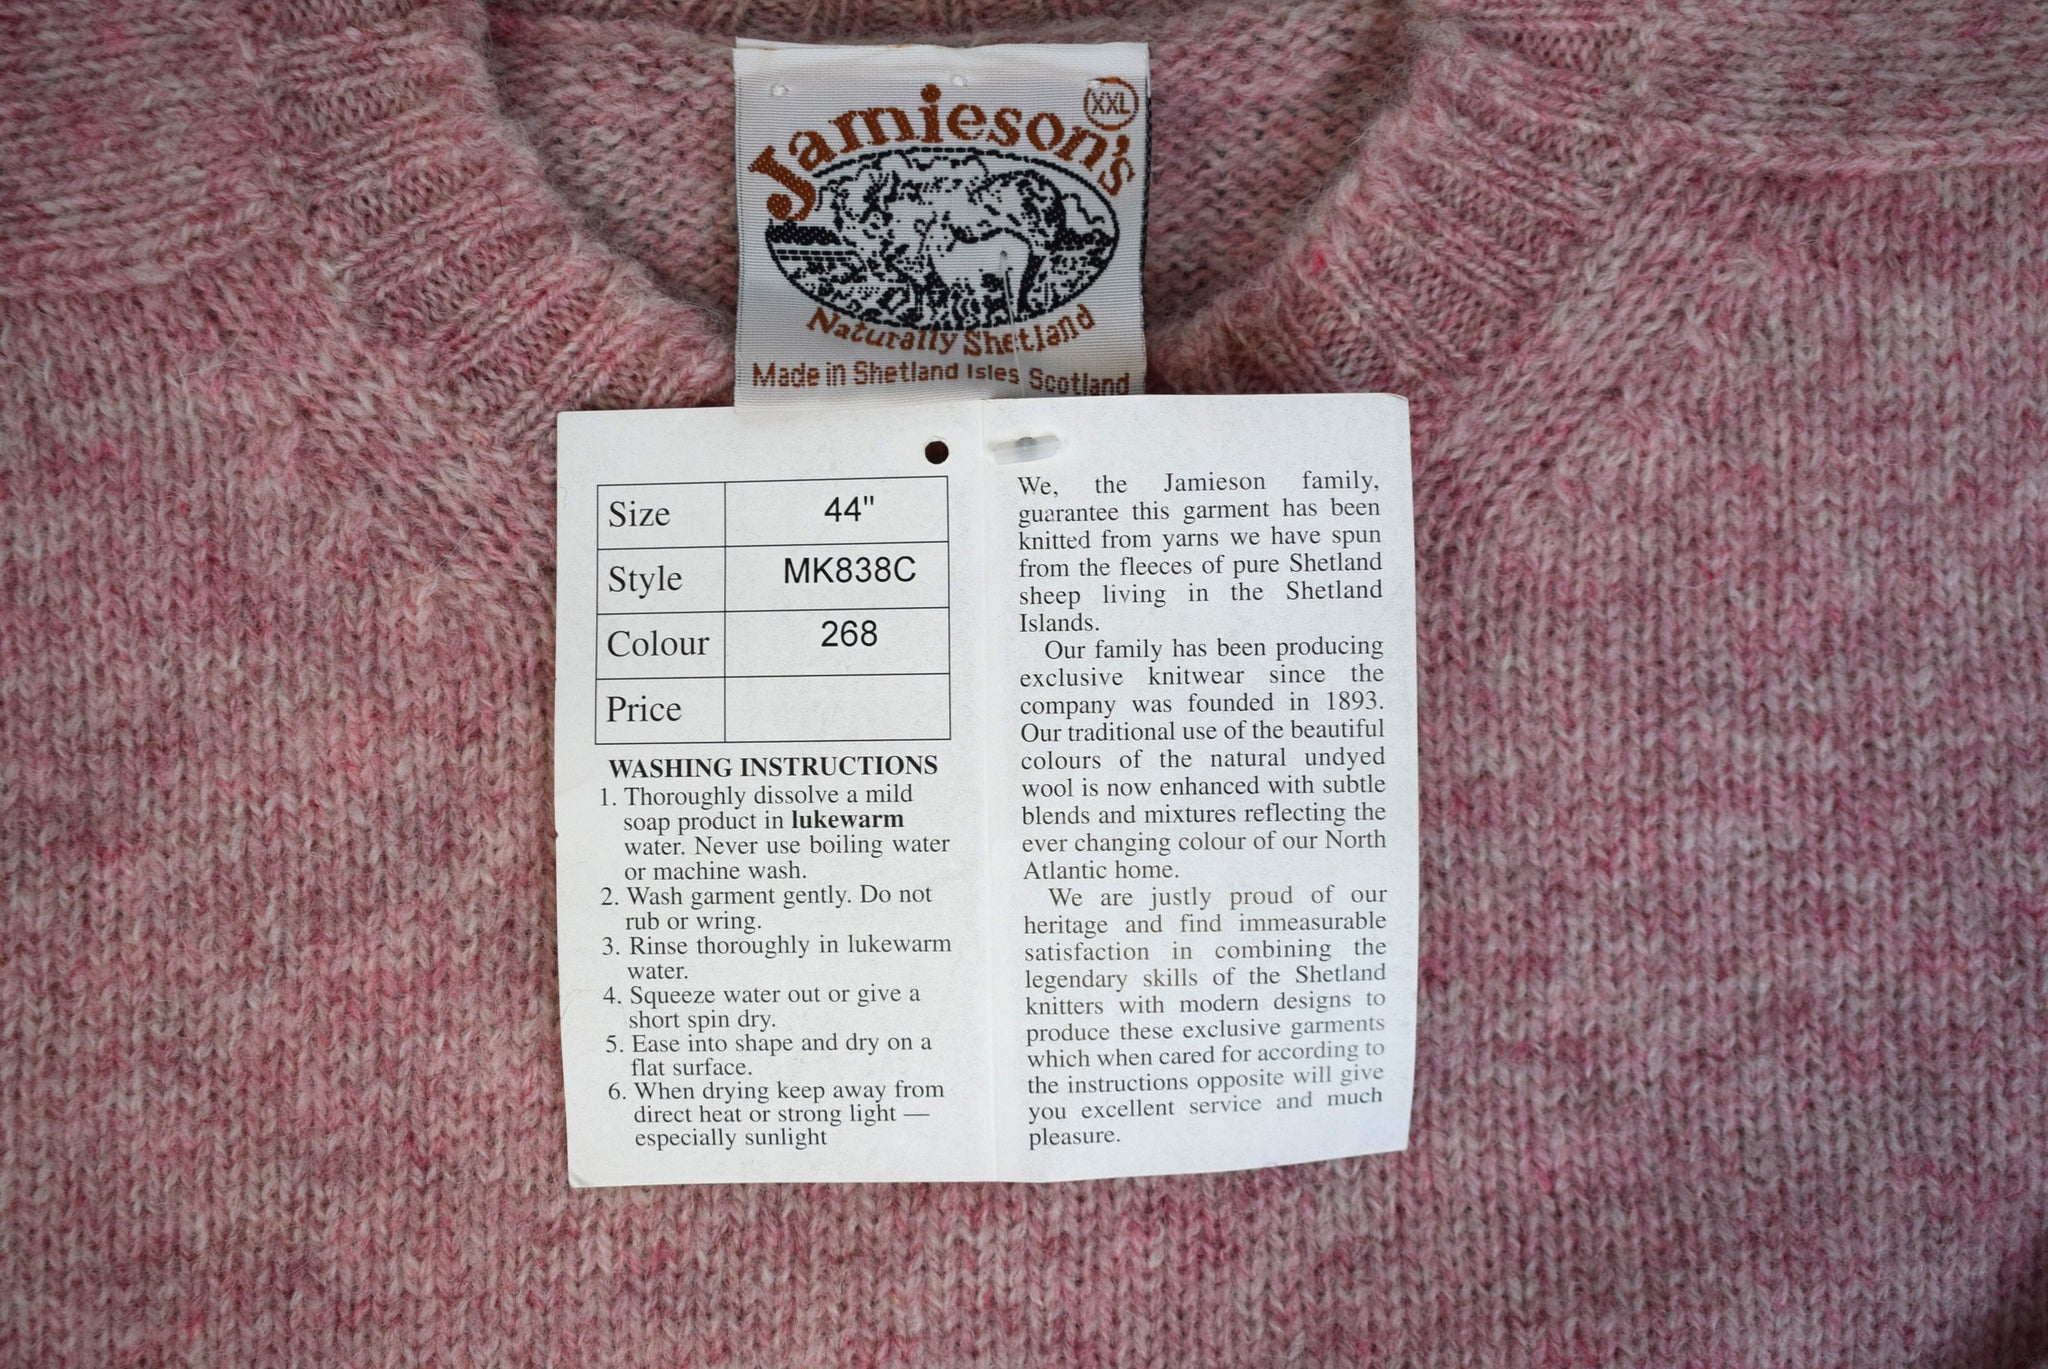 Jamieson's
XXL
Naturally Shetland
Made in Shetland Isles Scotland
Size 44"
Style MK838C
Colour 268
Price
WASHING INSTRUCTIONS
1. Thoroughly dissolve a mild
soap product in lukewarm
water. Never use boiling water
or machine wash.
2. Wash garment gently. Do not
rub or wring.
3. Rinse thoroughly in lukewarm
water.
4. Squeeze water out or give a
short spin dry.
5. Ease into shape and dry on a
flat surface.
6. When drying keep away from
direct heat or strong light —
especially sunlight
We, the Jamieson family,
guarantee this garment has been
knitted from yarns we have spun
from the fleeces of pure Shetland
sheep living in the Shetland
Islands.
Our family has been producing
exclusive knitwear since the
company was founded in 1893.
Our traditional use of the beautiful
colours of the natural undyed
wool is now enhanced with subtle
blends and mixtures reflecting the
ever changing colour of our North
Atlantic home.
We are justly proud of our
heritage and find immeasurable
satisfaction in combining the
legendary skills of the Shetland
knitters with modern designs to
produce these exclusive garments
which when cared for according to
the instructions opposite will give
you excellent service and much
pleasure.